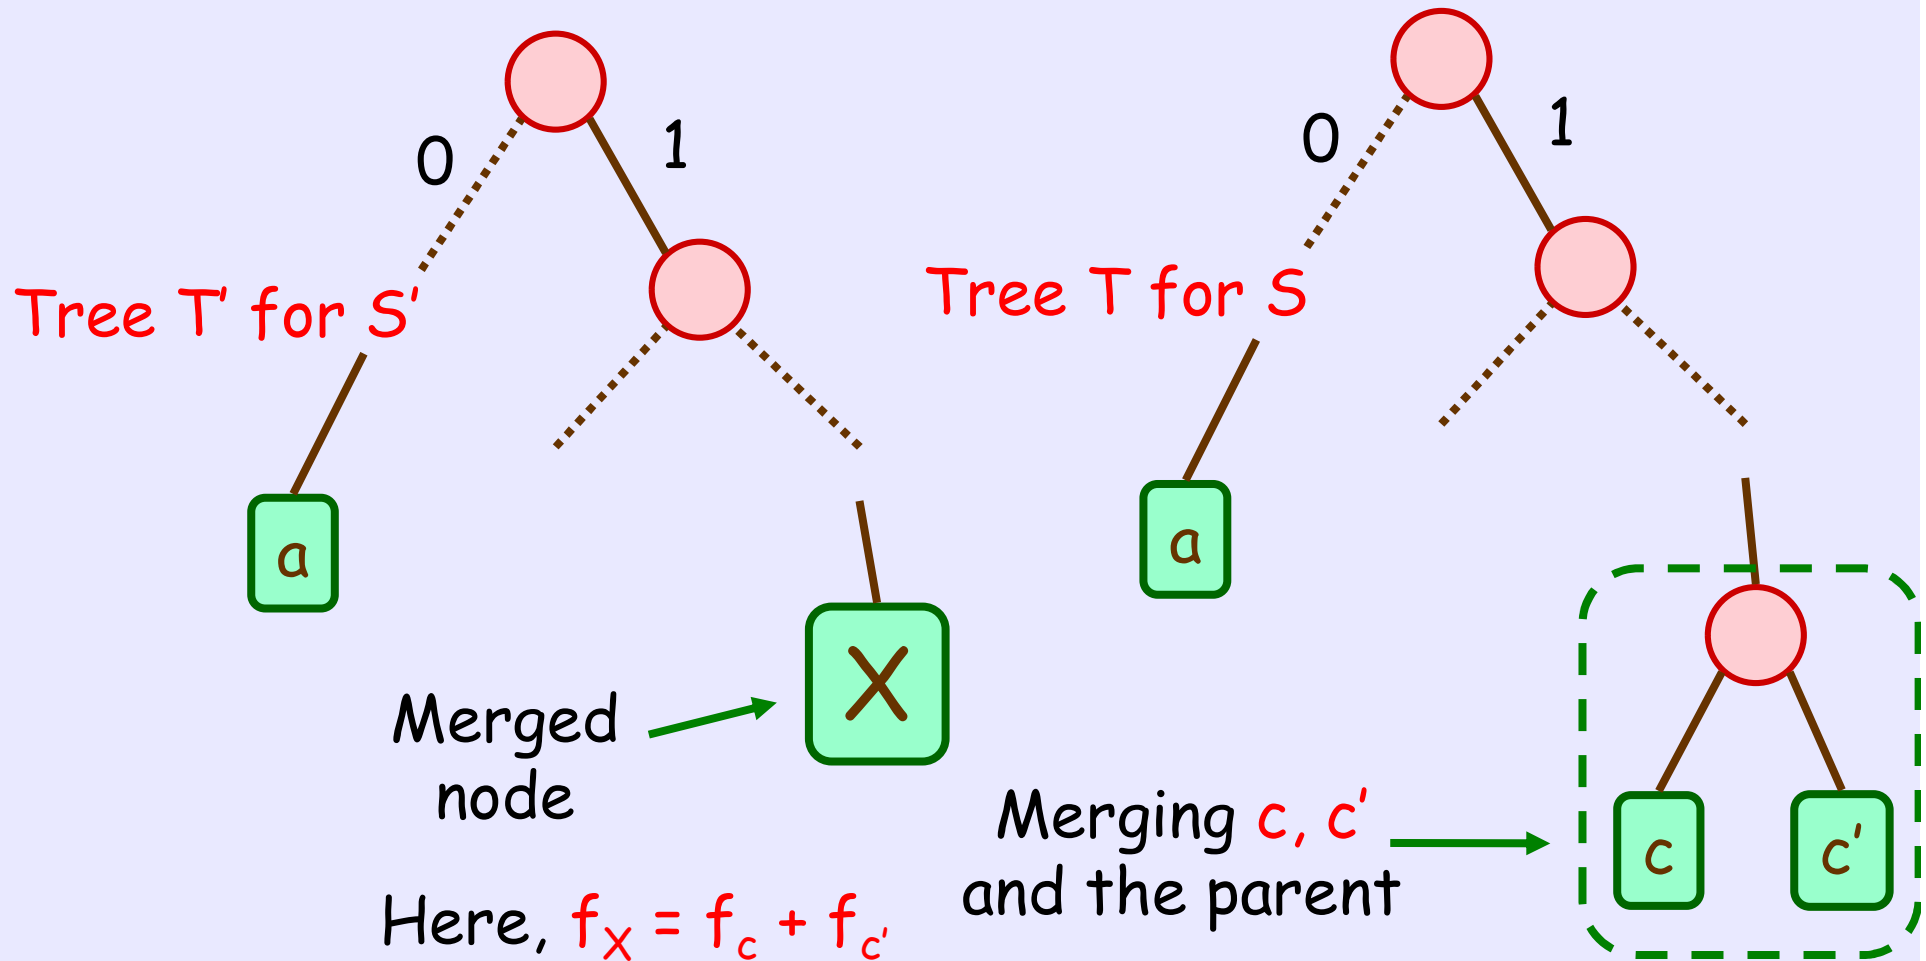 0
1
Tree T' for S'
a
X
Merged
node
Here, fX = fc + fc'
0
1
Tree T for S
a
Merging c, c'
and the parent
c
c'